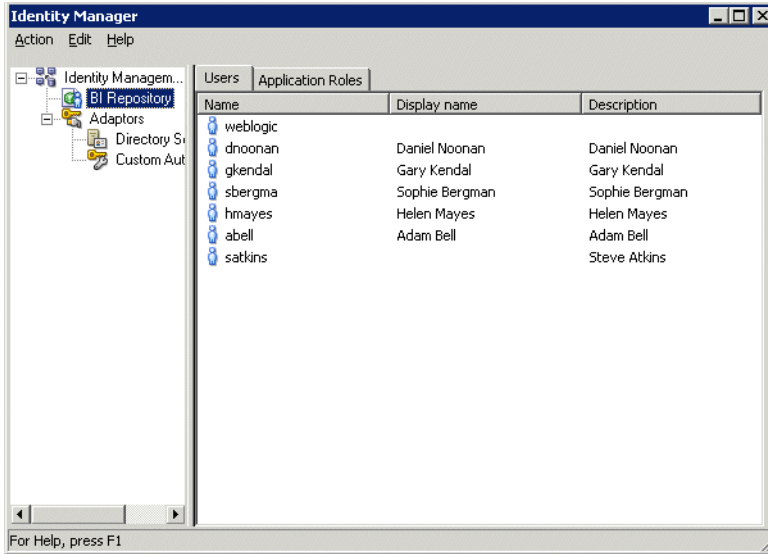 Identity Manager
Action Edit Help
Identity Managem...
BI Repository
Adaptors
Directory S
Custom Aut
Users Application Roles
Name Display name Description
weblogic
dnoonan Daniel Noonan Daniel Noonan
gkendal Gary Kendal Gary Kendal
sbergma Sophie Bergman Sophie Bergman
hmayes Helen Mayes Helen Mayes
abell Adam Bell Adam Bell
satkins Steve Atkins
For Help, press F1